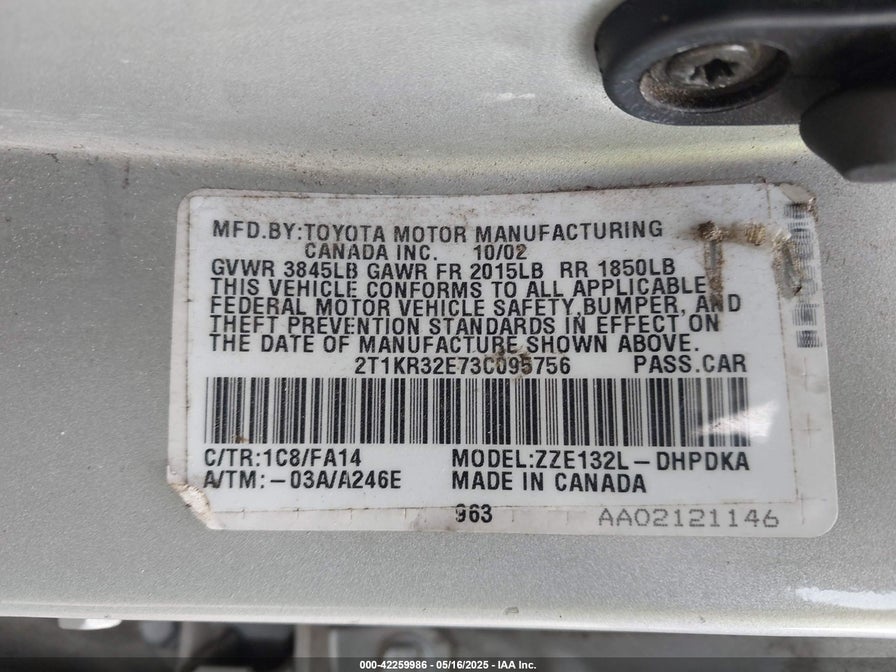 MFD.BY:TOYOTA MOTOR MANUFACTURING
CANADA INC. 10/02
GVWR 3845LB GAWR FR 2015LB RR 1850LB
THIS VEHICLE CONFORMS TO ALL APPLICABLE
FEDERAL MOTOR VEHICLE SAFETY,BUMPER, AND
THEFT PREVENTION STANDARDS IN EFFECT ON
THE DATE OF MANUFACTURE SHOWN ABOVE.
2T1KR32E73C095756 PASS.CAR
C/TR:1C8/FA14 MODEL:ZZE132L-DHPDKA
A/TM:-03A/A246E MADE IN CANADA
963 AA02121146
000-42259986 - 05/16/2025 - IAA Inc.